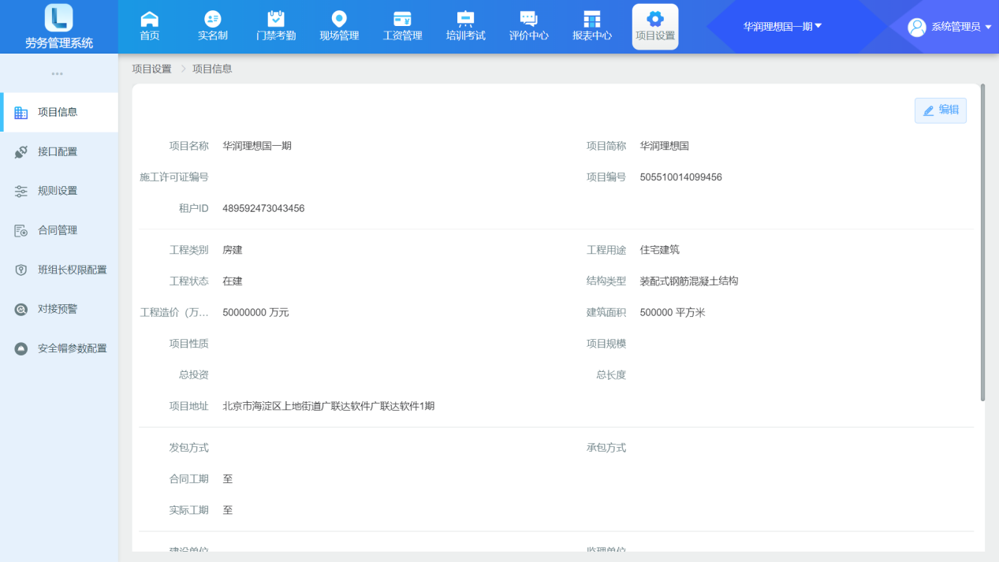 劳务管理系统
首页
实名制
门禁考勤
现场管理
工资管理
培训考试
评价中心
报表中心
项目设置
华润理想国一期
系统管理员
项目信息
接口配置
规则设置
合同管理
班组长权限配置
对接预警
安全帽参数配置
项目设置 > 项目信息
编辑
项目名称 华润理想国一期 项目简称 华润理想国
施工许可证编号 项目编号 505510014099456
租户ID 489592473043456
工程类别 房建 工程用途 住宅建筑
工程状态 在建 结构类型 装配式钢筋混凝土结构
工程造价（万... 50000000 万元 建筑面积 500000 平方米
项目性质 项目规模
总投资 总长度
项目地址 北京市海淀区上地街道广联达软件广联达软件1期
发包方式 承包方式
合同工期 至
实际工期 至
建设单位 监理单位